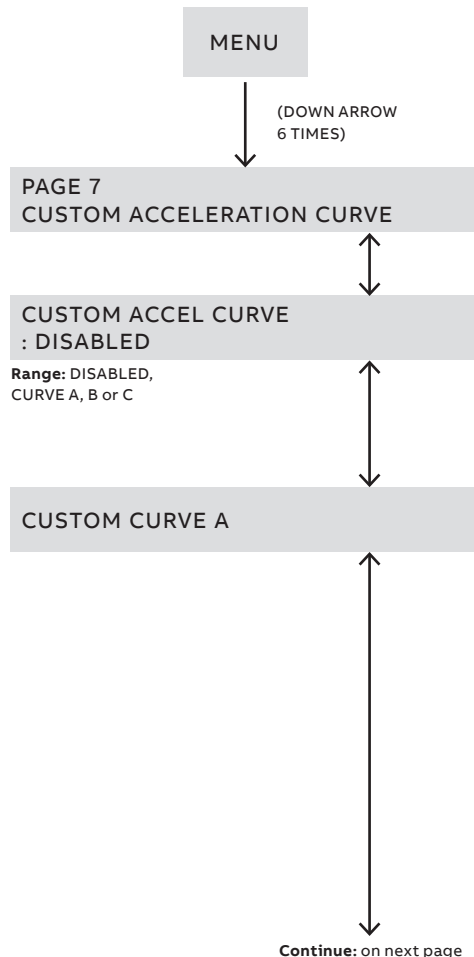 MENU
(DOWN ARROW
6 TIMES)
PAGE 7
CUSTOM ACCELERATION CURVE
CUSTOM ACCEL CURVE
: DISABLED
Range: DISABLED,
CURVE A, B or C
CUSTOM CURVE A
Continue: on next page